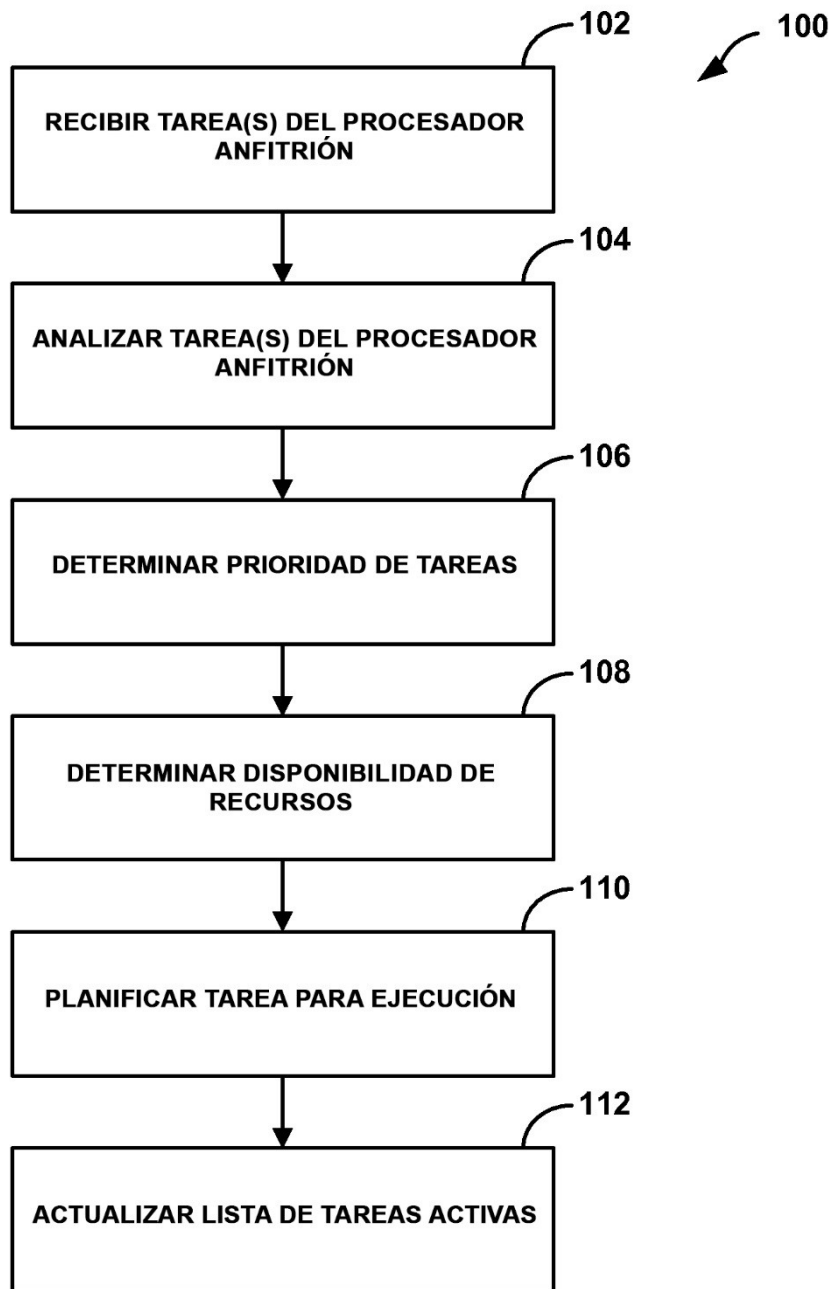 102
100
RECIBIR TAREA(S) DEL PROCESADOR
ANFITRIÓN
104
ANALIZAR TAREA(S) DEL PROCESADOR
ANFITRIÓN
106
DETERMINAR PRIORIDAD DE TAREAS
108
DETERMINAR DISPONIBILIDAD DE
RECURSOS
110
PLANIFICAR TAREA PARA EJECUCIÓN
112
ACTUALIZAR LISTA DE TAREAS ACTIVAS